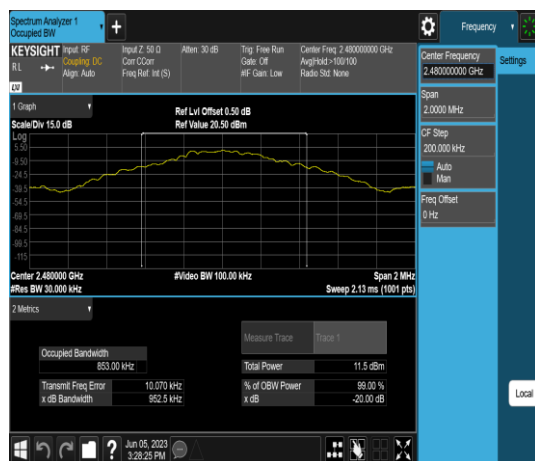 Spectrum Analyzer 1
Occupied BW
+
Frequency
KEYSIGHT
RL
LXI
Input: RF
Coupling: DC
Align: Auto
Input Z: 50 Ω
Corr CCorr
Freq Ref: Int (S)
Atten: 30 dB
Trig: Free Run
Gate: Off
#IF Gain: Low
Center Freq: 2.480000000 GHz
Avg|Hold:>100/100
Radio Std: None
Center Frequency
2.480000000 GHz
Settings
Span
2.0000 MHz
CF Step
200.000 kHz
Auto
Man
Freq Offset
0 Hz
Local
1 Graph
Scale/Div 15.0 dB
Ref Lvl Offset 0.50 dB
Ref Value 20.50 dBm
Log
5.50
-9.50
-24.5
-39.5
-54.5
-69.5
-84.5
-99.5
-115
Center 2.480000 GHz
#Video BW 100.00 kHz
Span 2 MHz
#Res BW 30.000 kHz
Sweep 2.13 ms (1001 pts)
2 Metrics
Measure Trace
Trace 1
Occupied Bandwidth
853.00 kHz
Total Power
11.5 dBm
Transmit Freq Error
10.070 kHz
% of OBW Power
99.00 %
x dB Bandwidth
952.5 kHz
x dB
-20.00 dB
?
Jun 05, 2023
3:28:25 PM